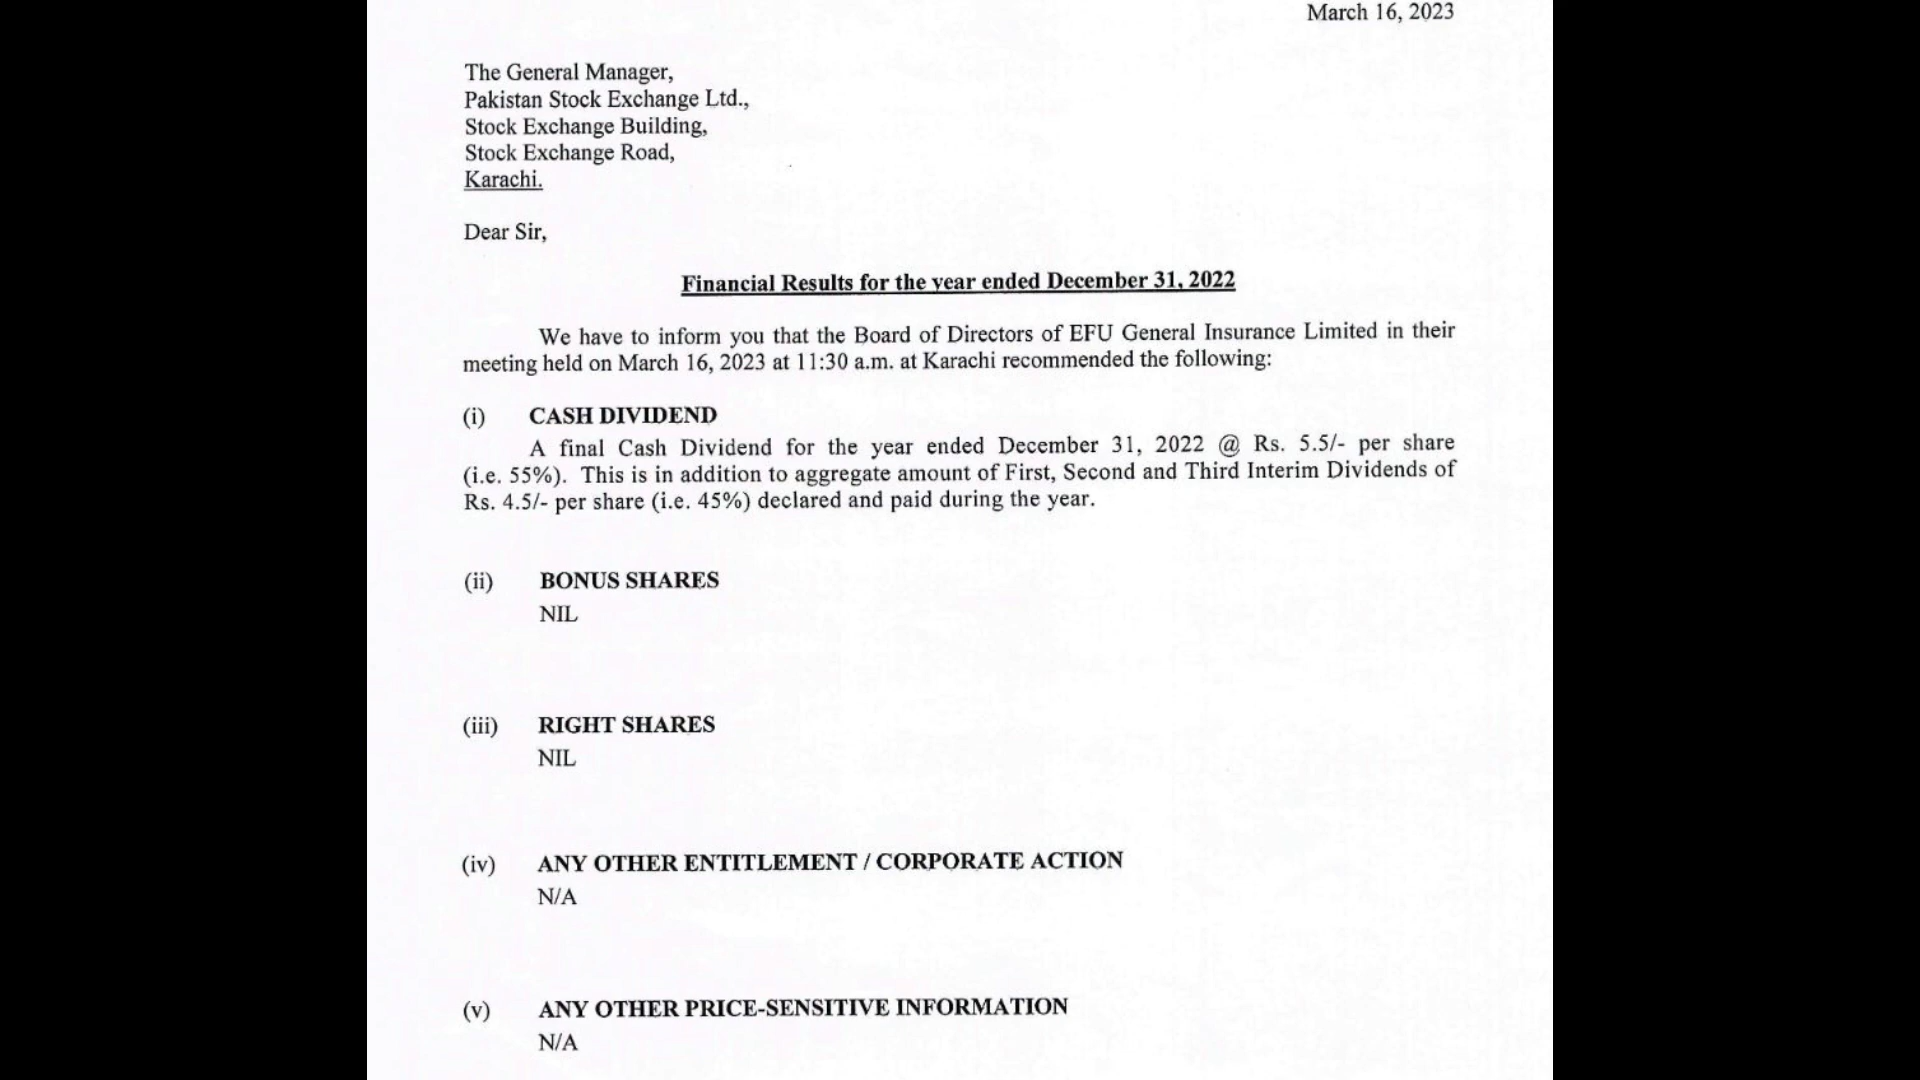 March 16, 2023
The General Manager,
Pakistan Stock Exchange Ltd.,
Stock Exchange Building,
Stock Exchange Road,
Karachi.
Dear Sir,
Financial Results for the year ended December 31, 2022
We have to inform you that the Board of Directors of EFU General Insurance Limited in their
meeting held on March 16, 2023 at 11:30 a.m. at Karachi recommended the following:
(i) CASH DIVIDEND
A final Cash Dividend for the year ended December 31, 2022 @ Rs. 5.5/- per share
(i.e. 55%). This is in addition to aggregate amount of First, Second and Third Interim Dividends of
Rs. 4.5/- per share (i.e. 45%) declared and paid during the year.
(ii) BONUS SHARES
NIL
(iii) RIGHT SHARES
NIL
(iv) ANY OTHER ENTITLEMENT / CORPORATE ACTION
N/A
(v) ANY OTHER PRICE-SENSITIVE INFORMATION
N/A